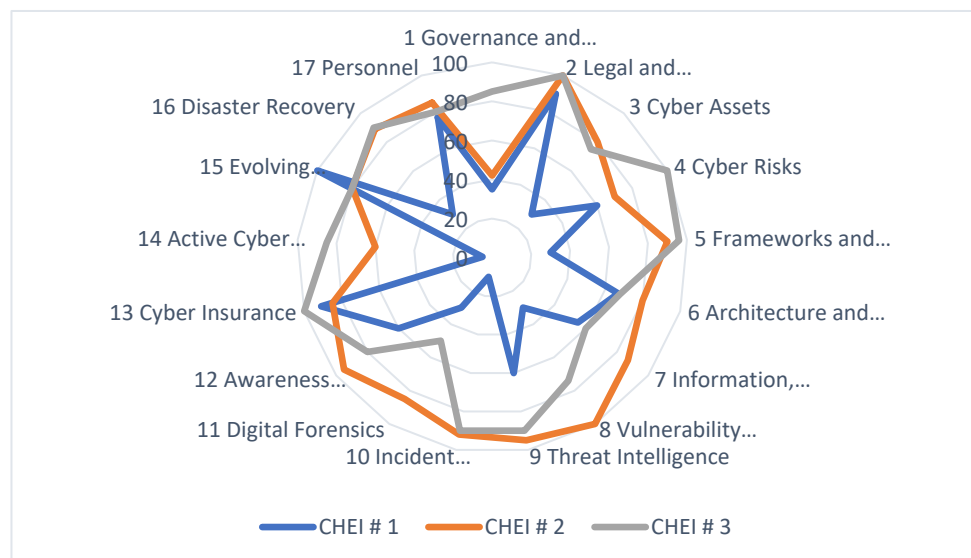 1 Governance and...
2 Legal and...
3 Cyber Assets
4 Cyber Risks
5 Frameworks and...
6 Architecture and...
7 Information,...
8 Vulnerability...
9 Threat Intelligence
10 Incident...
11 Digital Forensics
12 Awareness...
13 Cyber Insurance
14 Active Cyber...
15 Evolving...
16 Disaster Recovery
17 Personnel
100
80
60
40
20
0
CHEI # 1
CHEI # 2
CHEI # 3